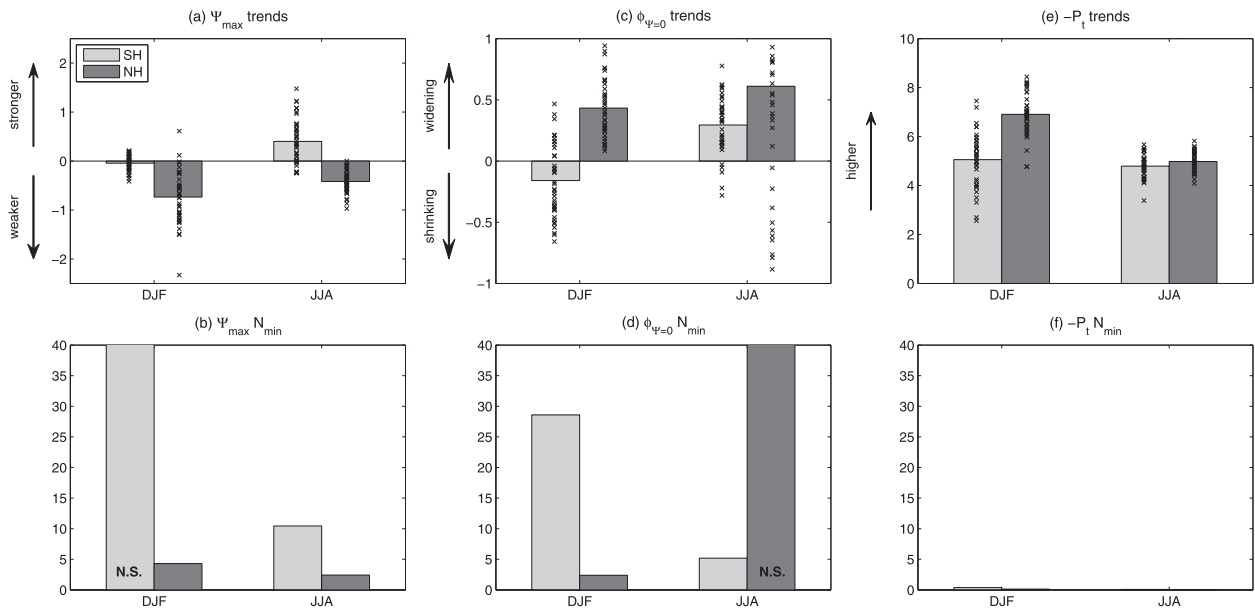 (a) Ψmax trends
SH
NH
stronger
weaker
2
1
0
−1
−2
DJF
JJA
(c) ϕΨ=0 trends
widening
shrinking
1
0.5
0
−0.5
−1
DJF
JJA
(e) −Pt trends
higher
10
8
6
4
2
0
DJF
JJA
(b) Ψmax Nmin
40
35
30
25
20
15
10
5
0
N.S.
DJF
JJA
(d) ϕΨ=0 Nmin
40
35
30
25
20
15
10
5
0
N.S.
DJF
JJA
(f) −Pt Nmin
40
35
30
25
20
15
10
5
0
DJF
JJA